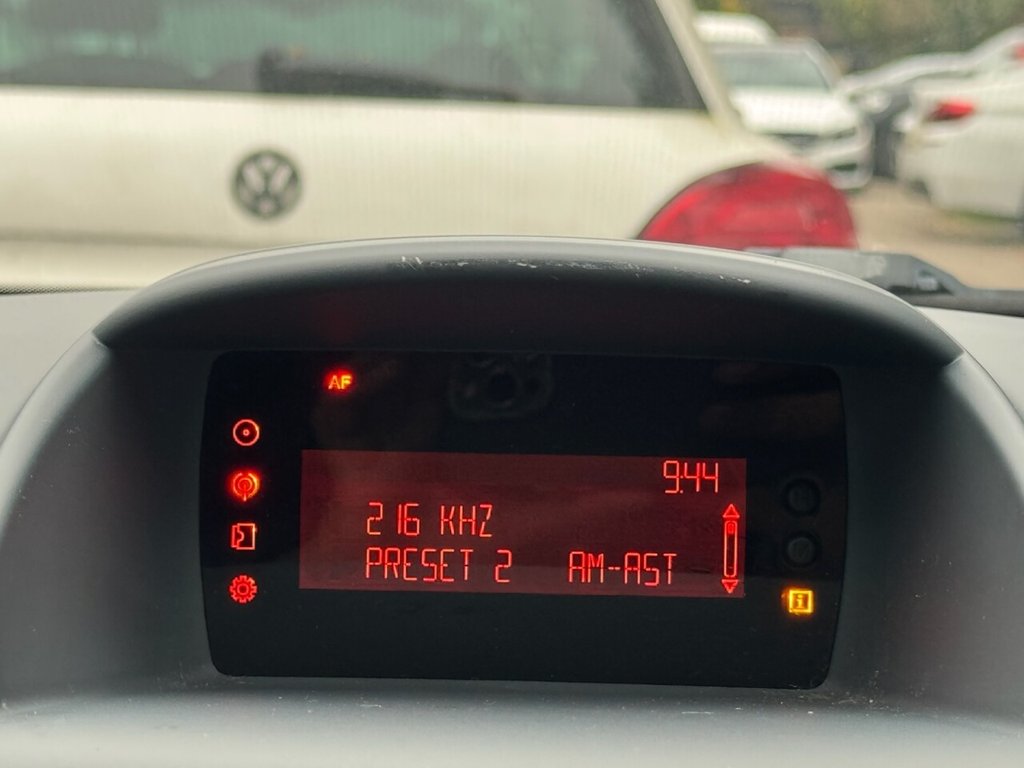 AF
9:44
216 KHZ
PRESET 2 AM-AST
i